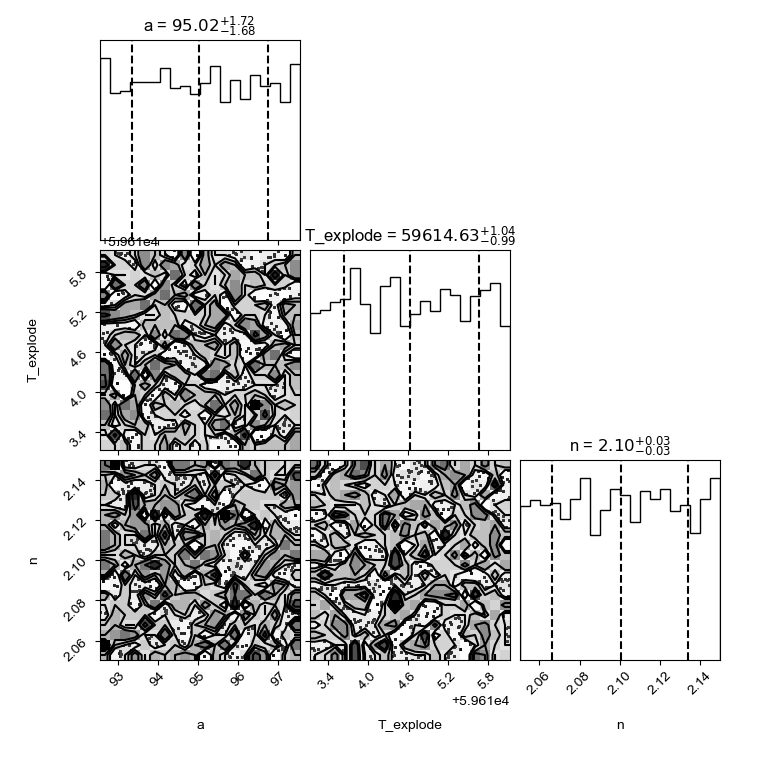 a = 95.02+1.72−1.68
+5.961e4
T_explode = 59614.63+1.04−0.99
5.8
5.2
4.6
4.0
3.4
T_explode
n = 2.10+0.03−0.03
2.14
2.12
2.10
2.08
2.06
n
93 94 95 96 97
3.4 4.0 4.6 5.2 5.8
2.06 2.08 2.10 2.12 2.14
+5.961e4
a
T_explode
n